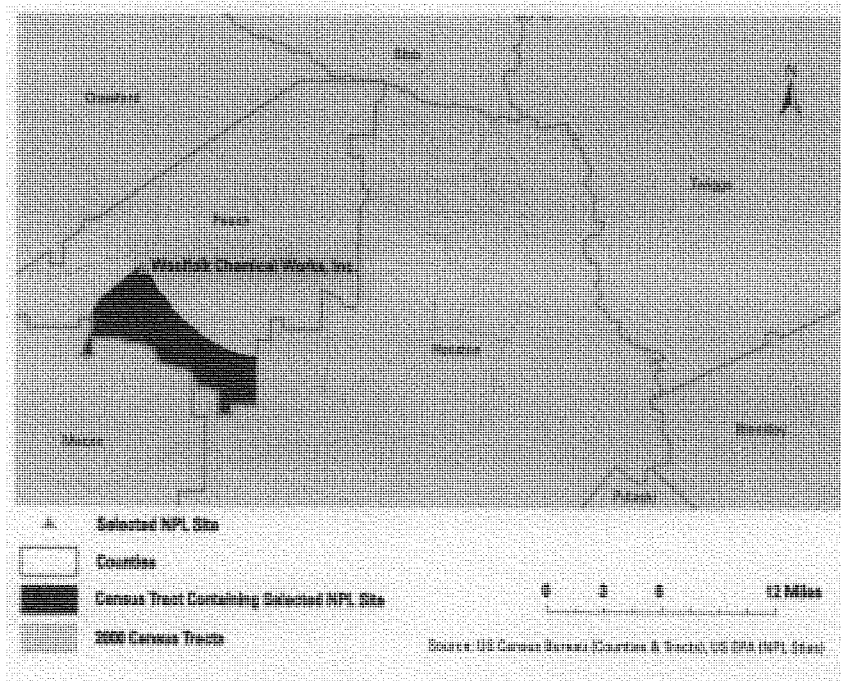 Bibb
N
Crawford
Twiggs
Peach
Woolfolk Chemical Works, Inc.
Houston
Macon
Bleckley
Pulaski
Selected NPL Site
Counties
Census Tract Containing Selected NPL Site
2000 Census Tracts
0 3 6 12 Miles
Source: US Census Bureau (Counties & Tracts), US EPA (NPL Sites)